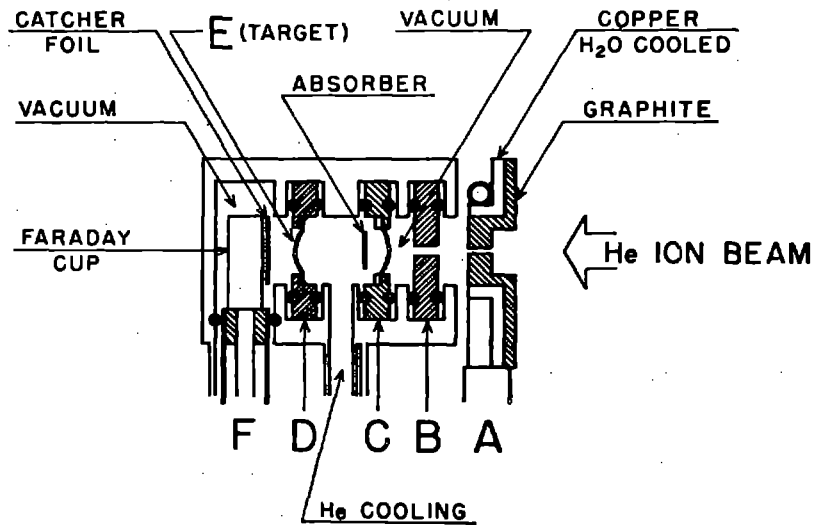 CATCHER
FOIL
E (TARGET)
VACUUM
COPPER
H₂O COOLED
ABSORBER
VACUUM
GRAPHITE
FARADAY
CUP
He ION BEAM
F D C B A
He COOLING